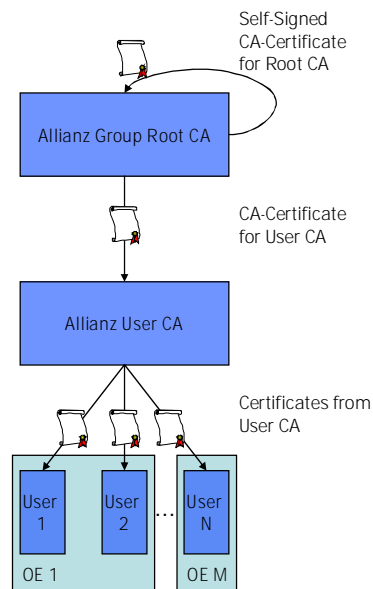 Self-Signed
CA-Certificate
for Root CA
Allianz Group Root CA
CA-Certificate
for User CA
Allianz User CA
Certificates from
User CA
User
1
User
2
...
User
N
OE 1
OE M